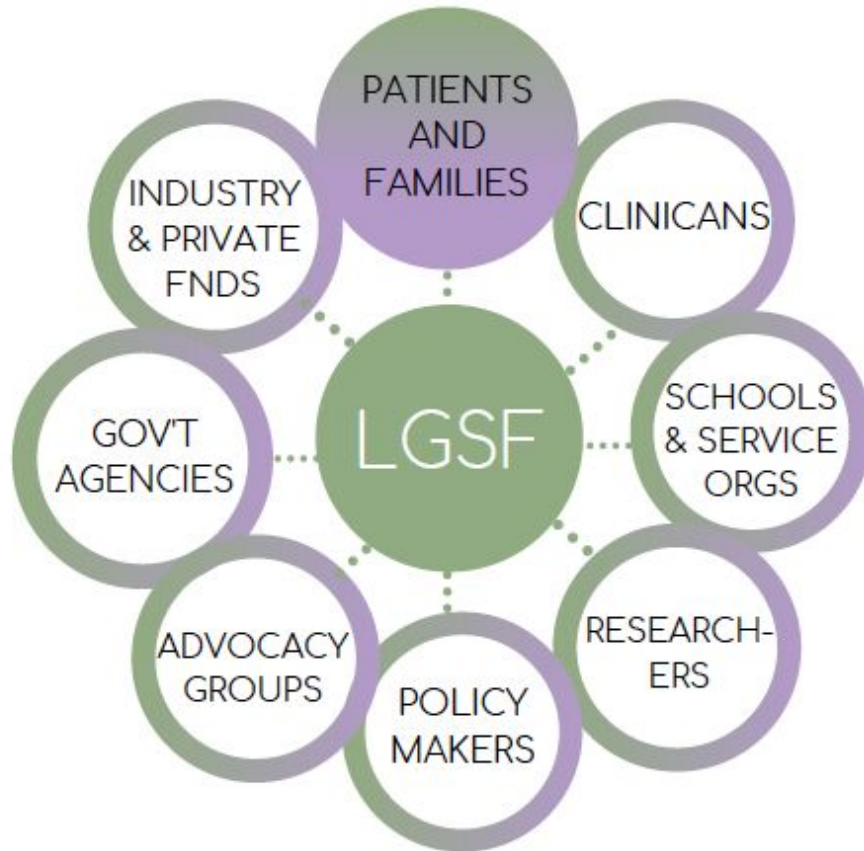 PATIENTS
AND
FAMILIES
CLINICANS
SCHOOLS
& SERVICE
ORGS
RESEARCH-
ERS
POLICY
MAKERS
ADVOCACY
GROUPS
GOV'T
AGENCIES
INDUSTRY
& PRIVATE
FNDS
LGSF